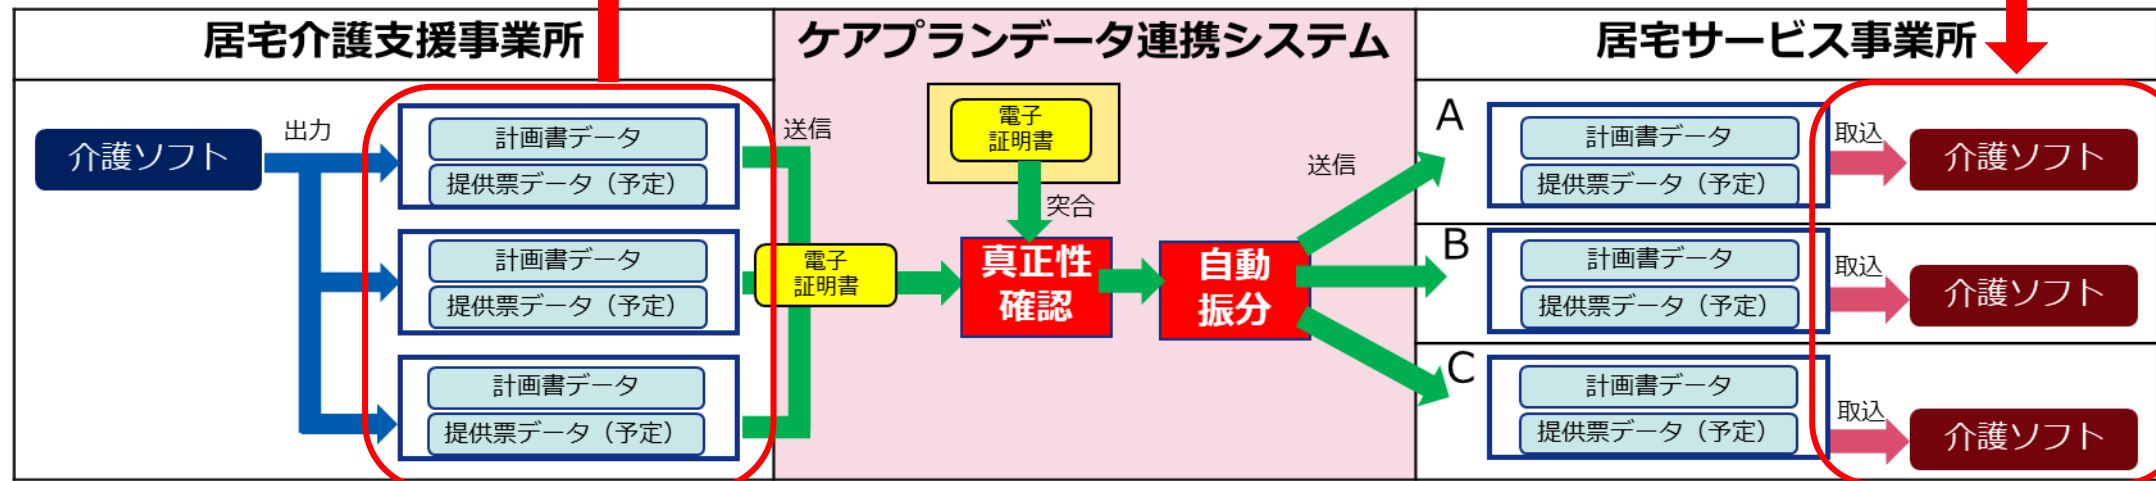 居宅介護支援事業所
ケアプランデータ連携システム
居宅サービス事業所
介護ソフト
出力
計画書データ
提供票データ（予定）
計画書データ
提供票データ（予定）
計画書データ
提供票データ（予定）
送信
電子
証明書
電子
証明書
突合
真正性
確認
自動
振分
送信
A
計画書データ
提供票データ（予定）
取込
介護ソフト
B
計画書データ
提供票データ（予定）
取込
介護ソフト
C
計画書データ
提供票データ（予定）
取込
介護ソフト